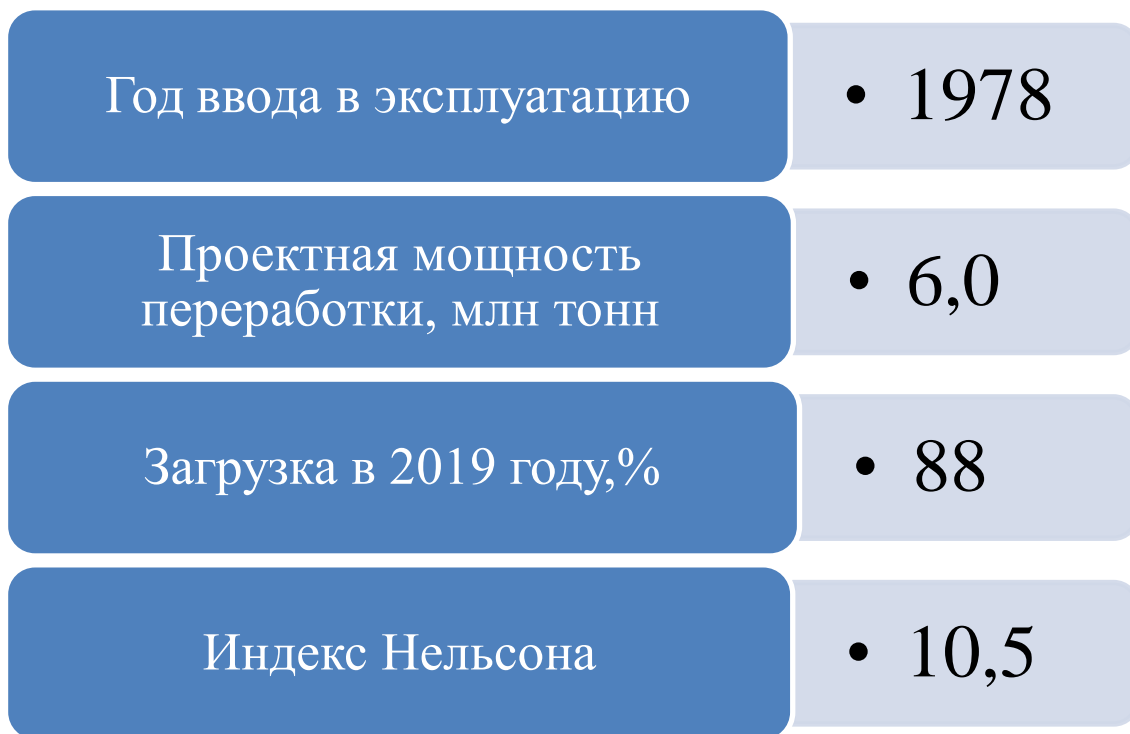 Год ввода в эксплуатацию
• 1978
Проектная мощность
переработки, млн тонн
• 6,0
Загрузка в 2019 году,%
• 88
Индекс Нельсона
• 10,5